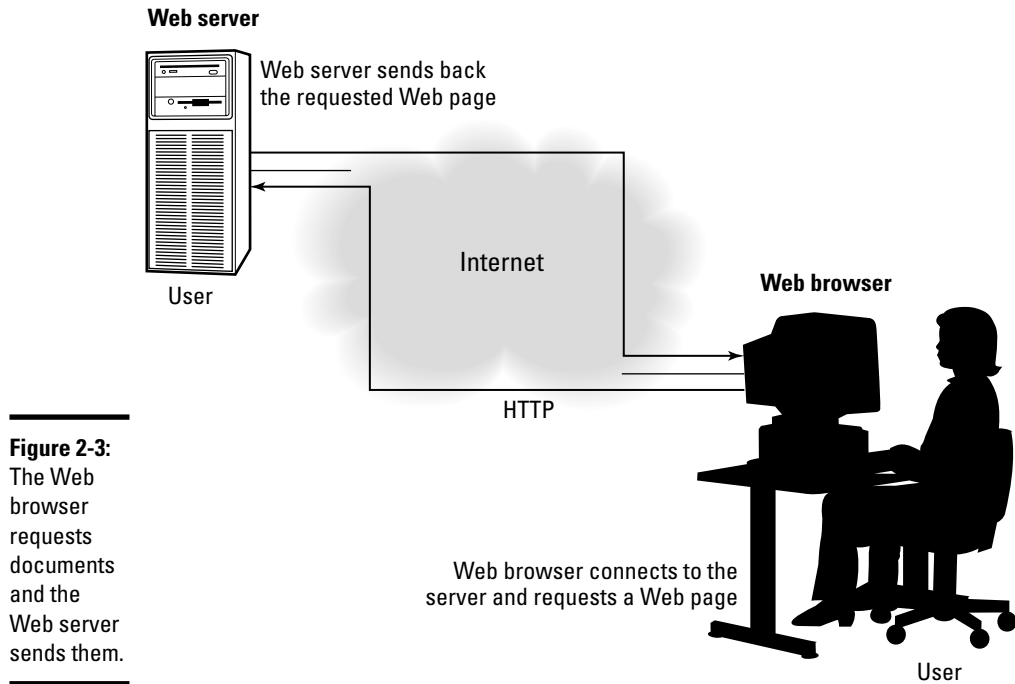 Web server
Web server sends back
the requested Web page
Internet
User
Web browser
HTTP
Figure 2-3:
The Web
browser
requests
documents
and the
Web server
sends them.
Web browser connects to the
server and requests a Web page
User